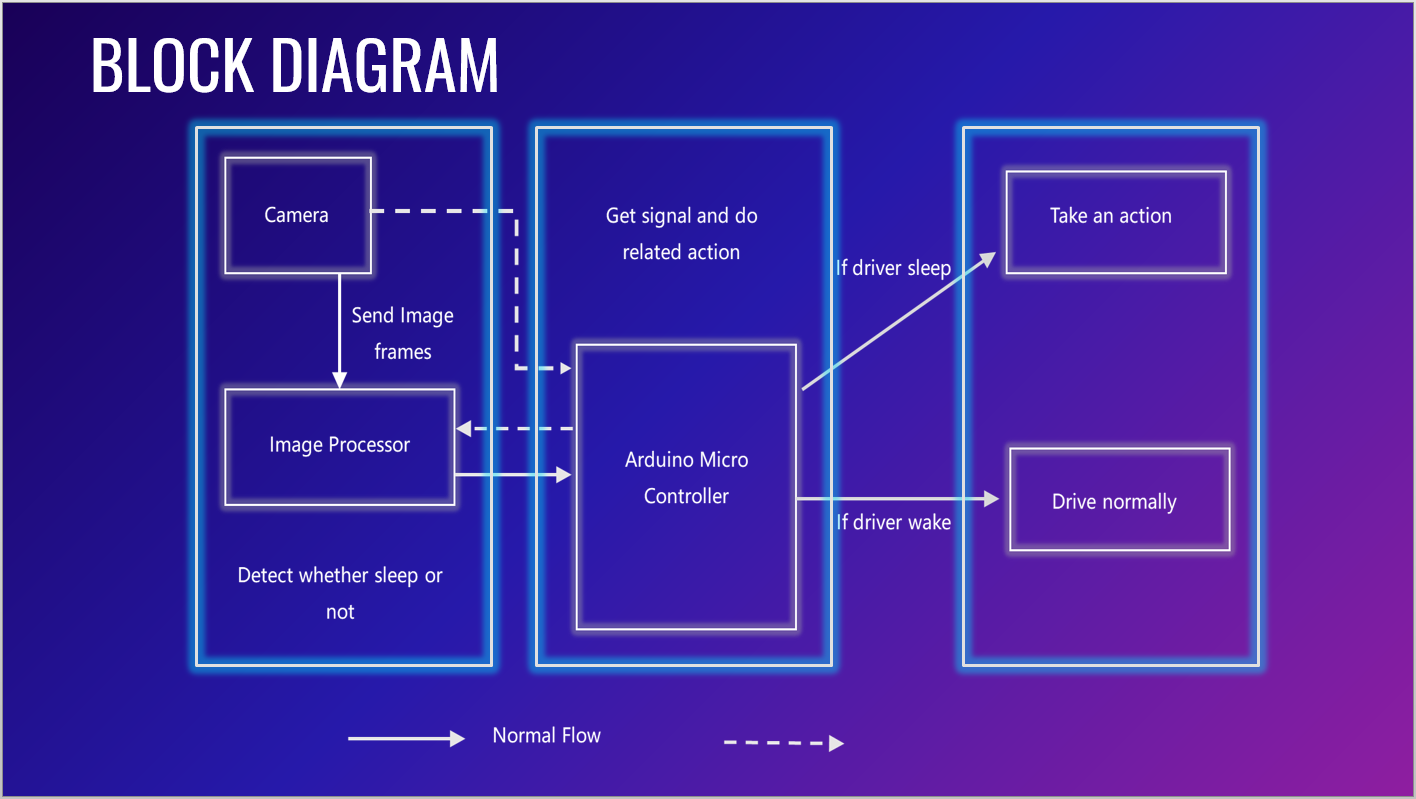 BLOCK DIAGRAM
Camera
Send Image
frames
Image Processor
Detect whether sleep or
not
Get signal and do
related action
Arduino Micro
Controller
If driver sleep
If driver wake
Take an action
Drive normally
Normal Flow